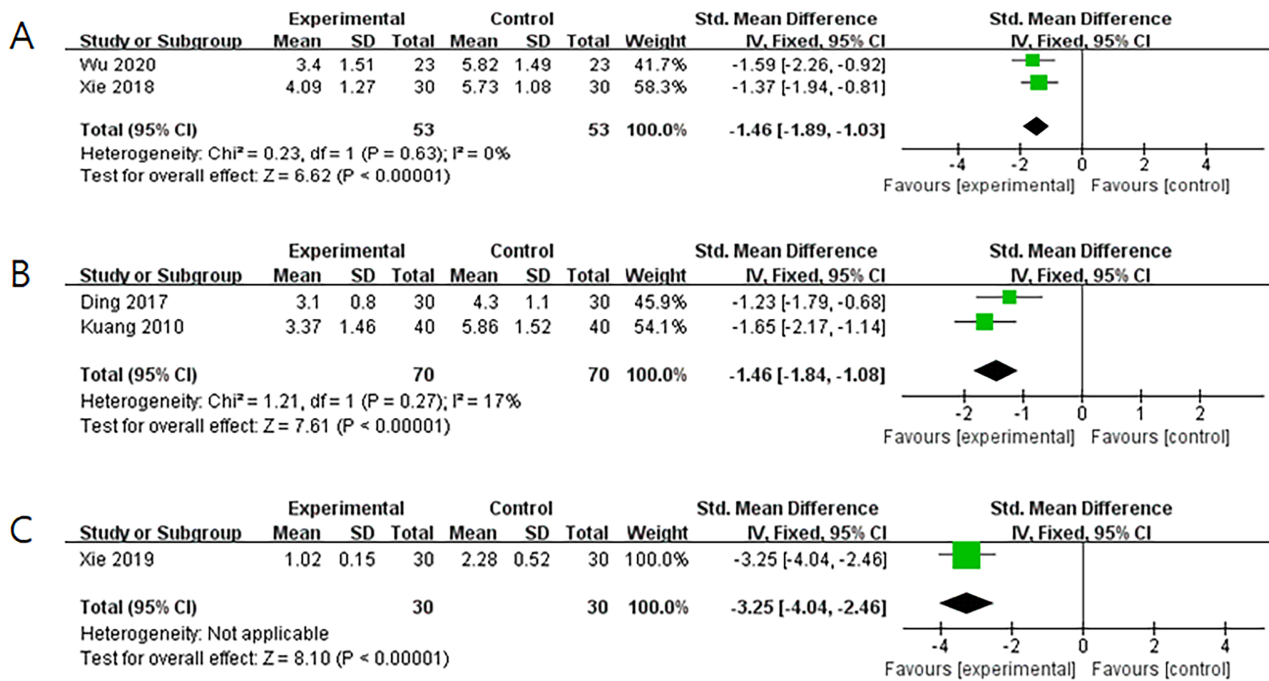 A
Experimental Control Std. Mean Difference Std. Mean Difference
Study or Subgroup Mean SD Total Mean SD Total Weight IV, Fixed, 95% CI IV, Fixed, 95% CI
Wu 2020 3.4 1.51 23 5.82 1.49 23 41.7% -1.59 [-2.26, -0.92]
Xie 2018 4.09 1.27 30 5.73 1.08 30 58.3% -1.37 [-1.94, -0.81]
Total (95% CI) 53 53 100.0% -1.46 [-1.89, -1.03]
Heterogeneity: Chi² = 0.23, df = 1 (P = 0.63); I² = 0%
Test for overall effect: Z = 6.62 (P < 0.00001)
-4 -2 0 2 4
Favours [experimental] Favours [control]
B
Experimental Control Std. Mean Difference Std. Mean Difference
Study or Subgroup Mean SD Total Mean SD Total Weight IV, Fixed, 95% CI IV, Fixed, 95% CI
Ding 2017 3.1 0.8 30 4.3 1.1 30 45.9% -1.23 [-1.79, -0.68]
Kuang 2010 3.37 1.46 40 5.86 1.52 40 54.1% -1.65 [-2.17, -1.14]
Total (95% CI) 70 70 100.0% -1.46 [-1.84, -1.08]
Heterogeneity: Chi² = 1.21, df = 1 (P = 0.27); I² = 17%
Test for overall effect: Z = 7.61 (P < 0.00001)
-2 -1 0 1 2
Favours [experimental] Favours [control]
C
Experimental Control Std. Mean Difference Std. Mean Difference
Study or Subgroup Mean SD Total Mean SD Total Weight IV, Fixed, 95% CI IV, Fixed, 95% CI
Xie 2019 1.02 0.15 30 2.28 0.52 30 100.0% -3.25 [-4.04, -2.46]
Total (95% CI) 30 30 100.0% -3.25 [-4.04, -2.46]
Heterogeneity: Not applicable
Test for overall effect: Z = 8.10 (P < 0.00001)
-4 -2 0 2 4
Favours [experimental] Favours [control]